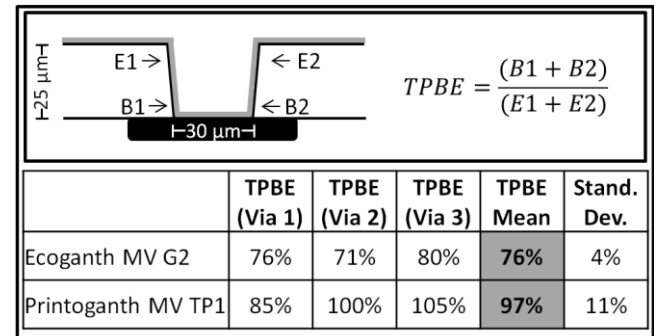 E1→ ← E2
⊢25 μm⊣
B1→ ← B2
⊢30 μm⊣
TPBE = (B1 + B2) / (E1 + E2)
TPBE (Via 1) TPBE (Via 2) TPBE (Via 3) TPBE Mean Stand. Dev.
Ecoganth MV G2 76% 71% 80% 76% 4%
Printoganth MV TP1 85% 100% 105% 97% 11%